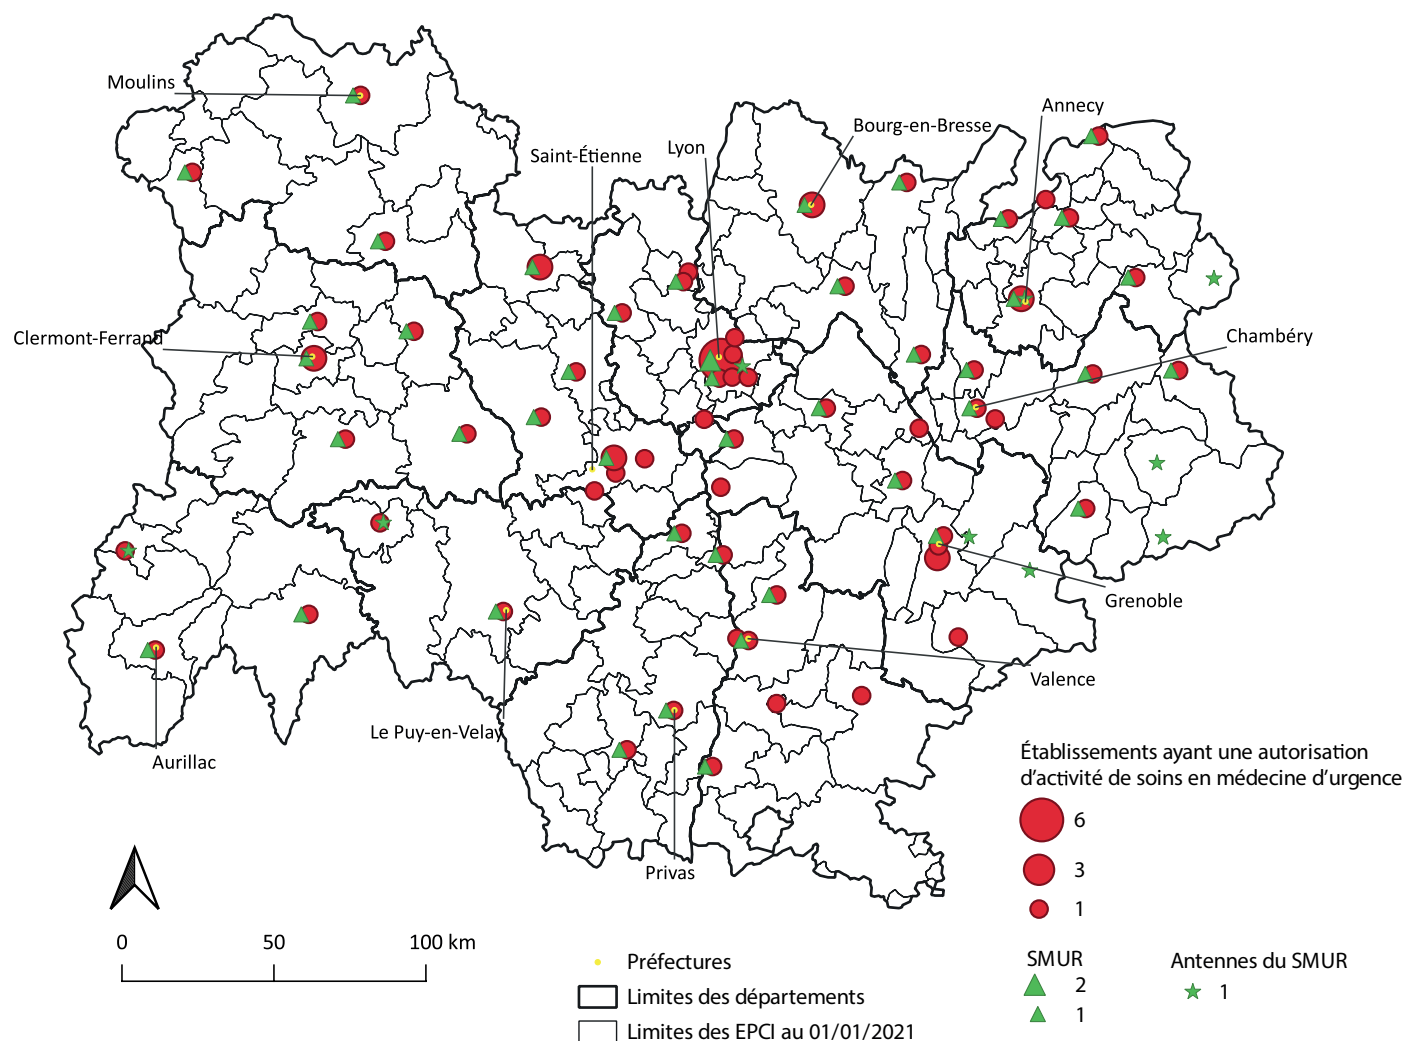 Moulins
Annecy
Bourg-en-Bresse
Lyon
Saint-Étienne
Clermont-Ferrand
Chambéry
Grenoble
Valence
Le Puy-en-Velay
Aurillac
Privas
Établissements ayant une autorisation
d'activité de soins en médecine d'urgence
6
3
1
0 50 100 km
Préfectures
Limites des départements
Limites des EPCI au 01/01/2021
SMUR
2
1
Antennes du SMUR
1